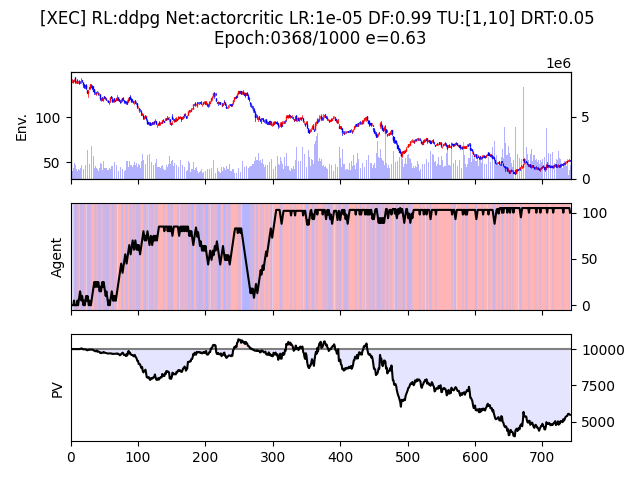 [XEC] RL:ddpg Net:actorcritic LR:1e-05 DF:0.99 TU:[1,10] DRT:0.05
Epoch:0368/1000 e=0.63
1e6
Env.
100
50
5
0
Agent
100
50
0
PV
10000
7500
5000
0 100 200 300 400 500 600 700